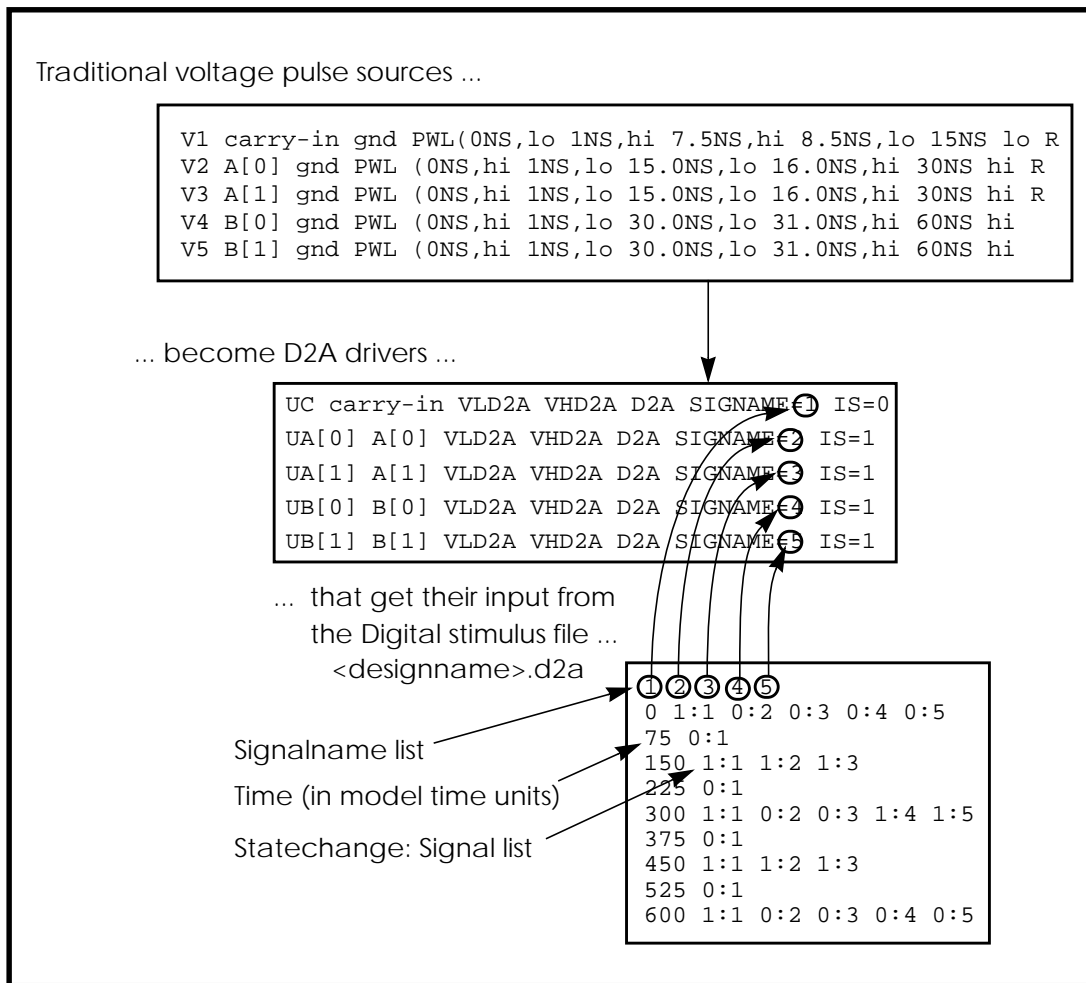 Traditional voltage pulse sources ...
V1 carry-in gnd PWL(0NS,lo 1NS,hi 7.5NS,hi 8.5NS,lo 15NS lo R
V2 A[0] gnd PWL (0NS,hi 1NS,lo 15.0NS,lo 16.0NS,hi 30NS hi R
V3 A[1] gnd PWL (0NS,hi 1NS,lo 15.0NS,lo 16.0NS,hi 30NS hi R
V4 B[0] gnd PWL (0NS,hi 1NS,lo 30.0NS,lo 31.0NS,hi 60NS hi
V5 B[1] gnd PWL (0NS,hi 1NS,lo 30.0NS,lo 31.0NS,hi 60NS hi
... become D2A drivers ...
UC carry-in VLD2A VHD2A D2A SIGNAME=1 IS=0
UA[0] A[0] VLD2A VHD2A D2A SIGNAME=2 IS=1
UA[1] A[1] VLD2A VHD2A D2A SIGNAME=3 IS=1
UB[0] B[0] VLD2A VHD2A D2A SIGNAME=4 IS=1
UB[1] B[1] VLD2A VHD2A D2A SIGNAME=5 IS=1
... that get their input from
the Digital stimulus file ...
<designname>.d2a
1 2 3 4 5
0 1:1 0:2 0:3 0:4 0:5
75 0:1
150 1:1 1:2 1:3
225 0:1
300 1:1 0:2 0:3 1:4 1:5
375 0:1
450 1:1 1:2 1:3
525 0:1
600 1:1 0:2 0:3 0:4 0:5
Signalname list
Time (in model time units)
Statechange: Signal list